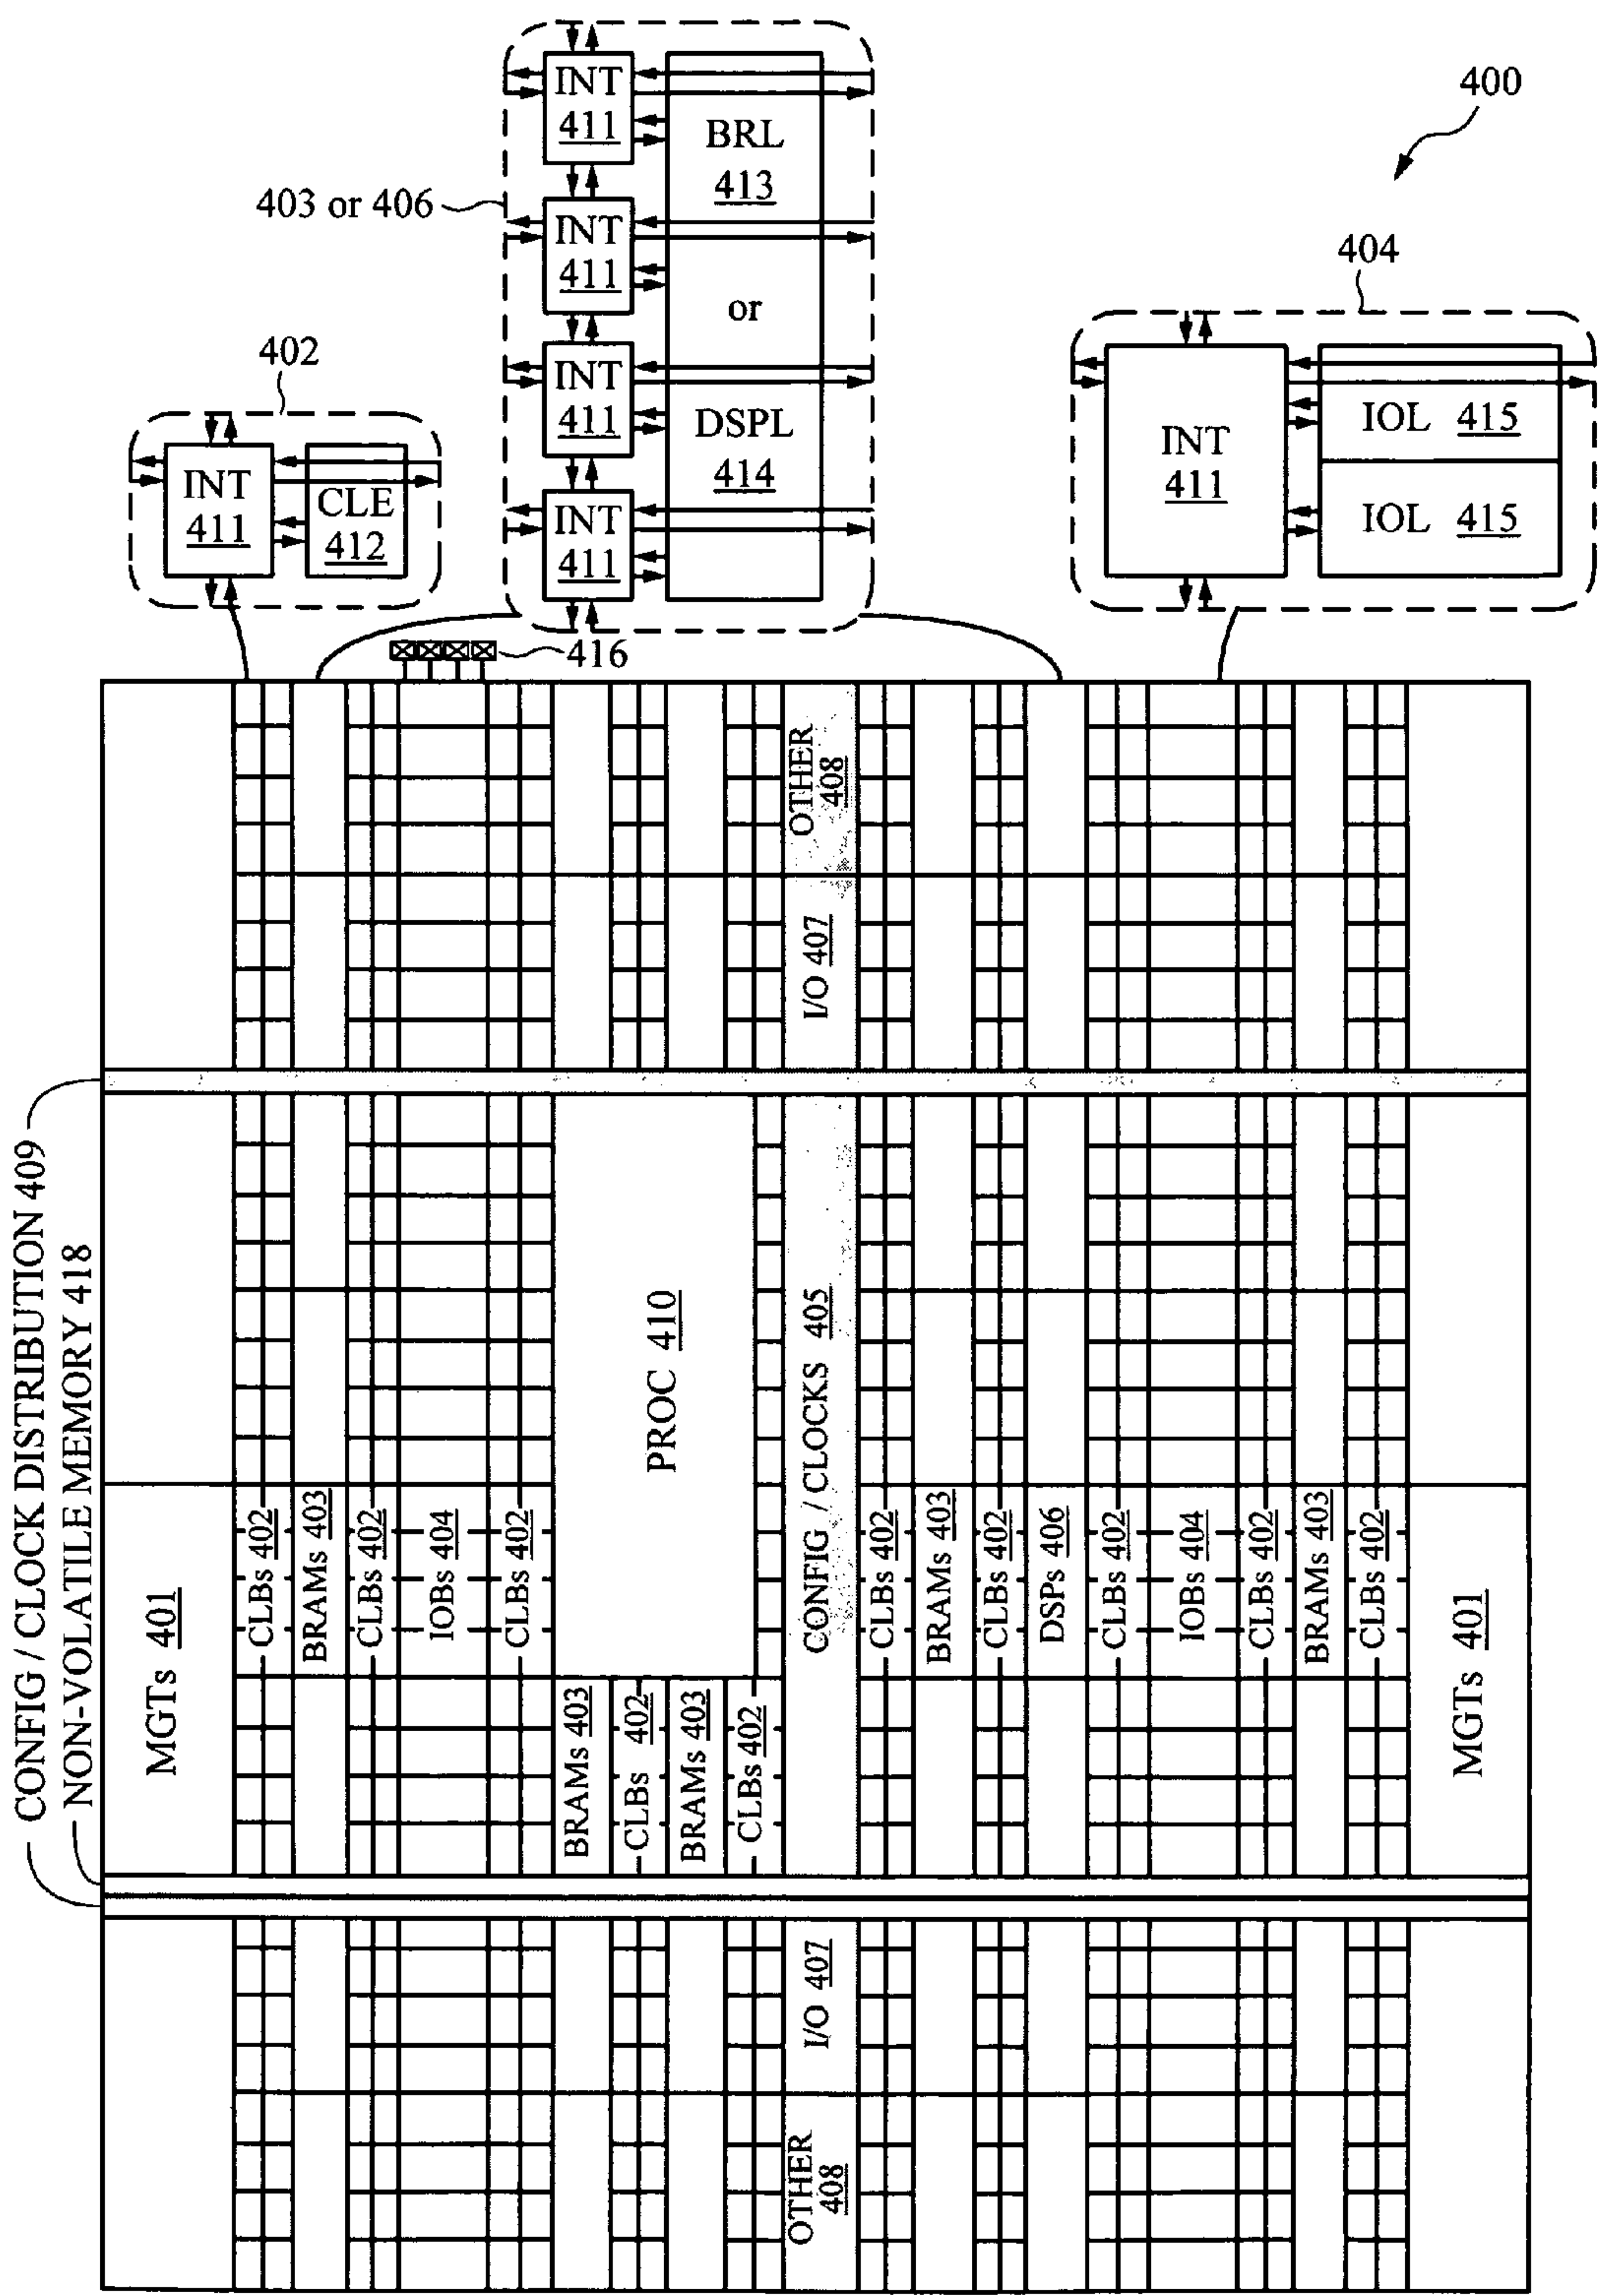 400
INT
411
INT
411
INT
411
INT
411
BRL
413
or
DSPL
414
403 or 406
404
INT
411
IOL 415
IOL 415
402
INT
411
CLE
412
416
OTHER
408
I/O 407
CONFIG / CLOCK DISTRIBUTION 409
NON-VOLATILE MEMORY 418
MGTs 401
CLBs 402
BRAMs 403
CLBs 402
IOBs 404
CLBs 402
PROC 410
BRAMs 403
CLBs 402
BRAMs 403
CLBs 402
CONFIG / CLOCKS 405
CLBs 402
BRAMs 403
CLBs 402
DSPs 406
CLBs 402
IOBs 404
CLBs 402
BRAMs 403
CLBs 402
MGTs 401
I/O 407
OTHER
408